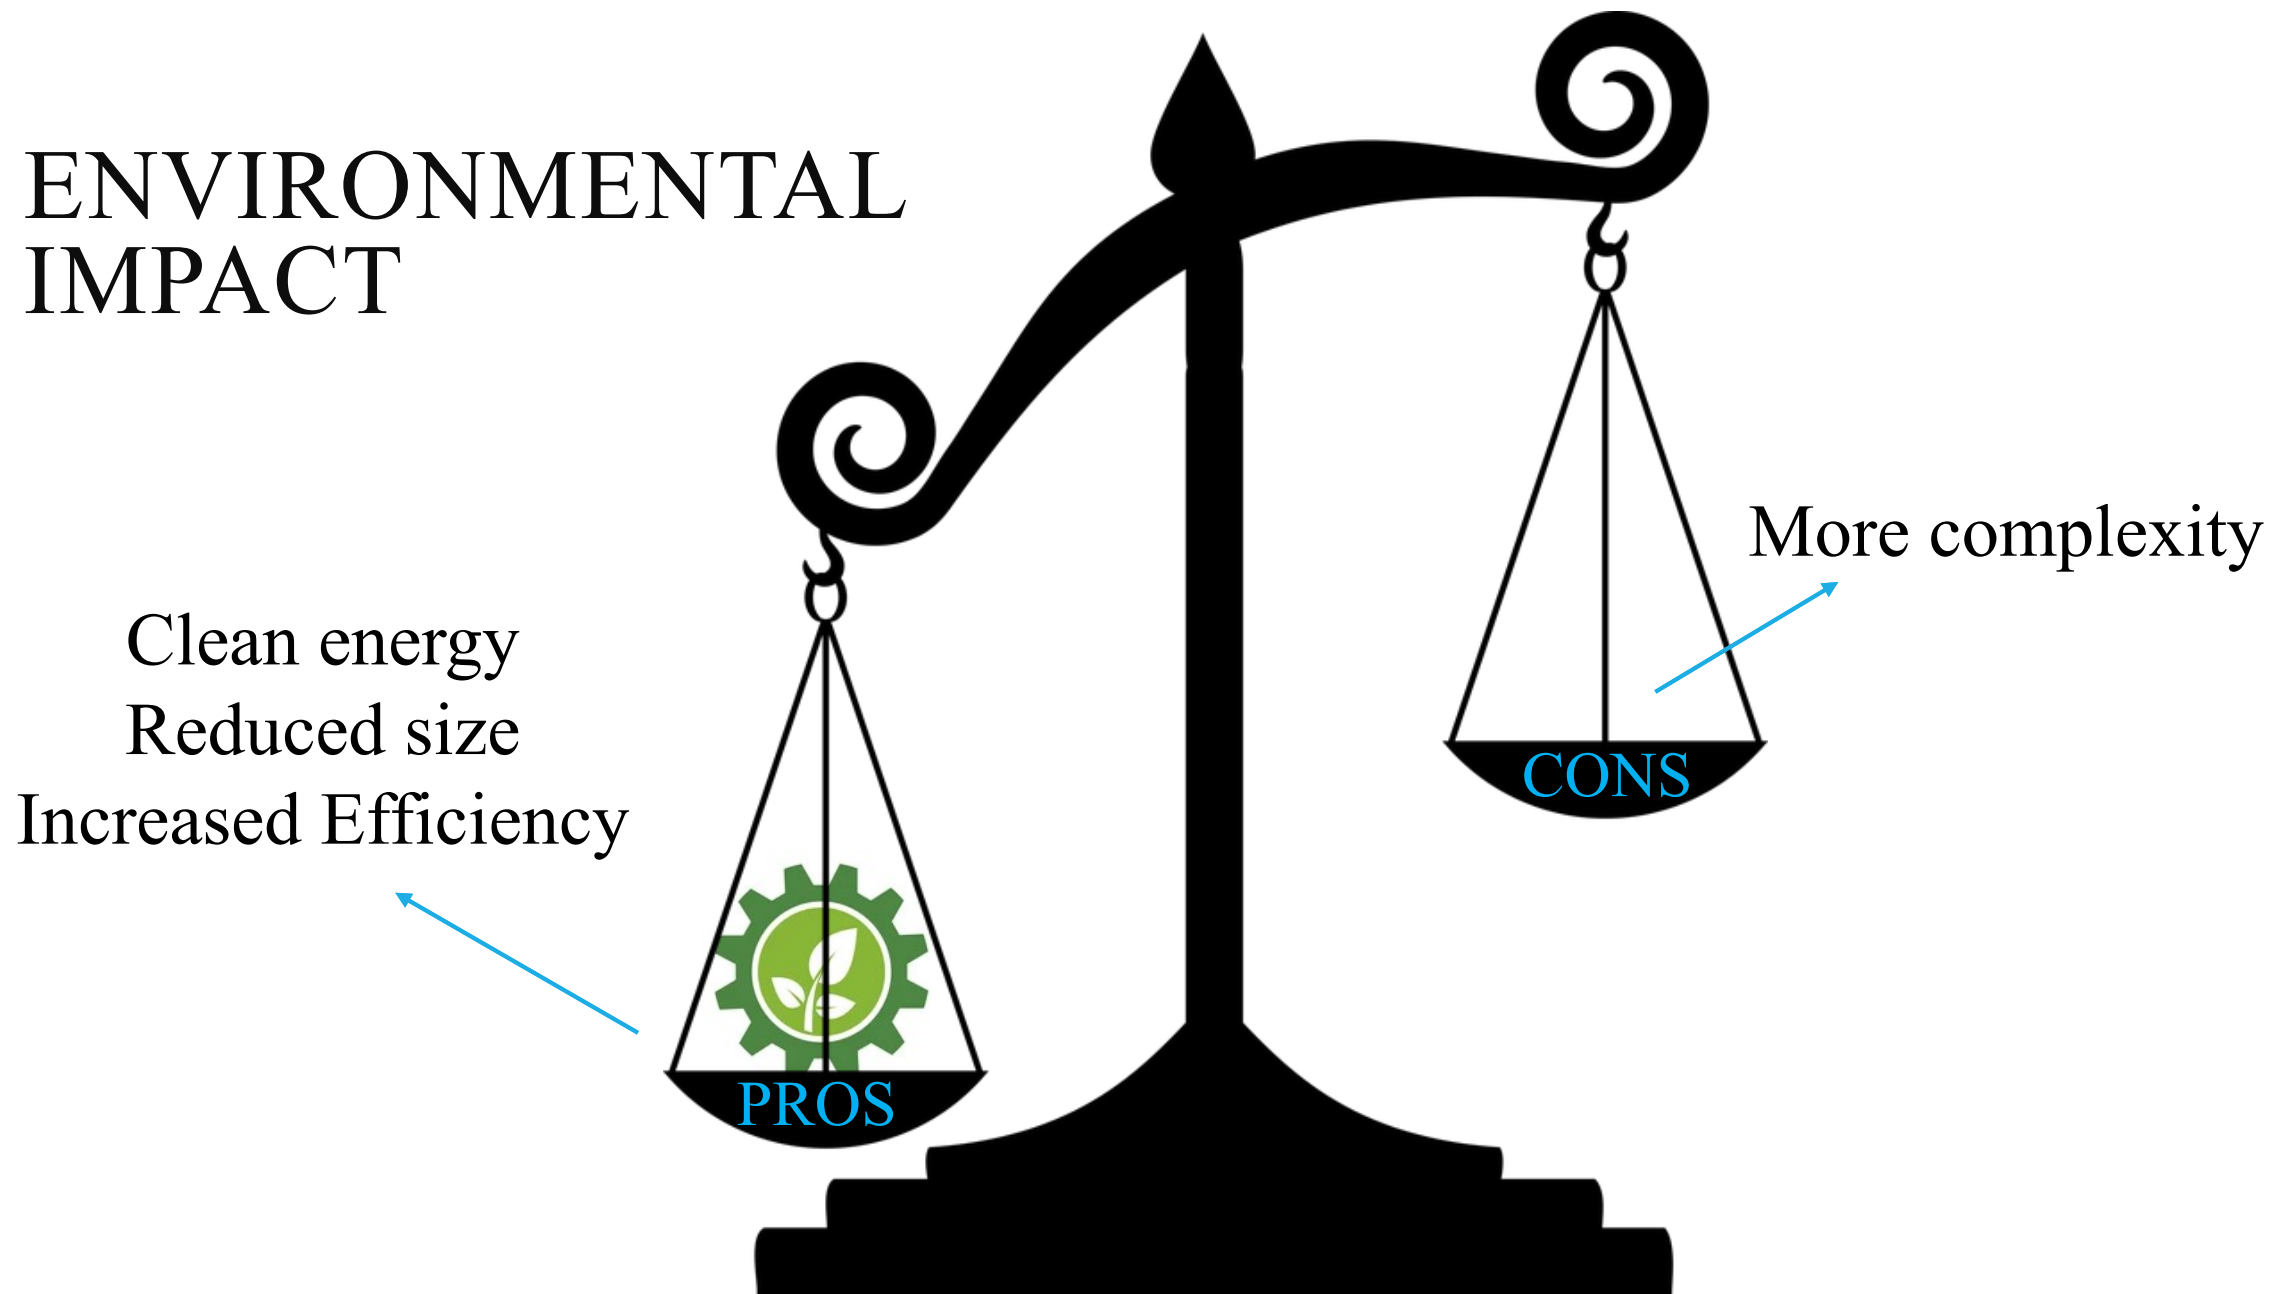 ENVIRONMENTAL
IMPACT
Clean energy
Reduced size
Increased Efficiency
PROS
More complexity
CONS